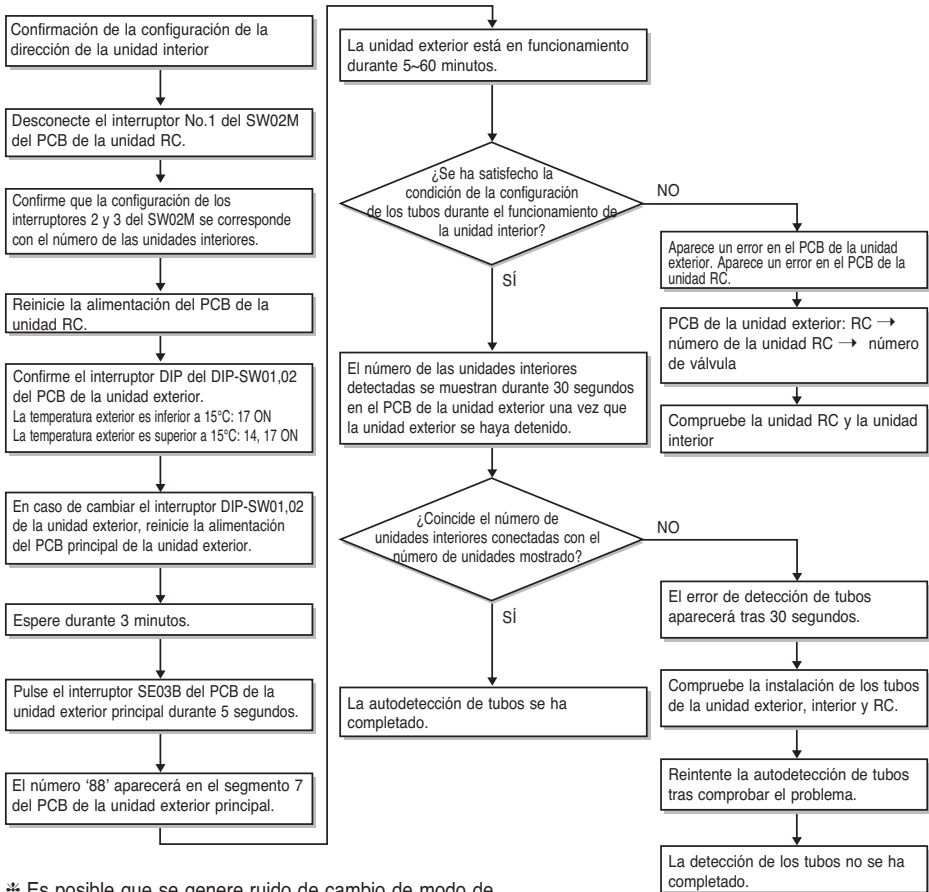 Confirmación de la configuración de la
dirección de la unidad interior
Desconecte el interruptor No.1 del SW02M
del PCB de la unidad RC.
Confirme que la configuración de los
interruptores 2 y 3 del SW02M se corresponde
con el número de las unidades interiores.
Reinicie la alimentación del PCB de la
unidad RC.
Confirme el interruptor DIP del DIP-SW01,02
del PCB de la unidad exterior.
La temperatura exterior es inferior a 15°C: 17 ON
La temperatura exterior es superior a 15°C: 14, 17 ON
En caso de cambiar el interruptor DIP-SW01,02
de la unidad exterior, reinicie la alimentación
del PCB principal de la unidad exterior.
Espere durante 3 minutos.
Pulse el interruptor SE03B del PCB de la
unidad exterior principal durante 5 segundos.
El número ‘88’ aparecerá en el segmento 7
del PCB de la unidad exterior principal.
La unidad exterior está en funcionamiento
durante 5~60 minutos.
¿Se ha satisfecho la
condición de la configuración
de los tubos durante el funcionamiento de
la unidad interior?
NO
SÍ
Aparece un error en el PCB de la unidad
exterior. Aparece un error en el PCB de la
unidad RC.
PCB de la unidad exterior: RC →
número de la unidad RC → número
de válvula
Compruebe la unidad RC y la unidad
interior
El número de las unidades interiores
detectadas se muestran durante 30 segundos
en el PCB de la unidad exterior una vez que
la unidad exterior se haya detenido.
¿Coincide el número de
unidades interiores conectadas con el
número de unidades mostrado?
NO
SÍ
La autodetección de tubos se ha
completado.
El error de detección de tubos
aparecerá tras 30 segundos.
Compruebe la instalación de los tubos
de la unidad exterior, interior y RC.
Reintente la autodetección de tubos
tras comprobar el problema.
La detección de los tubos no se ha
completado.
※ Es posible que se genere ruido de cambio de modo de